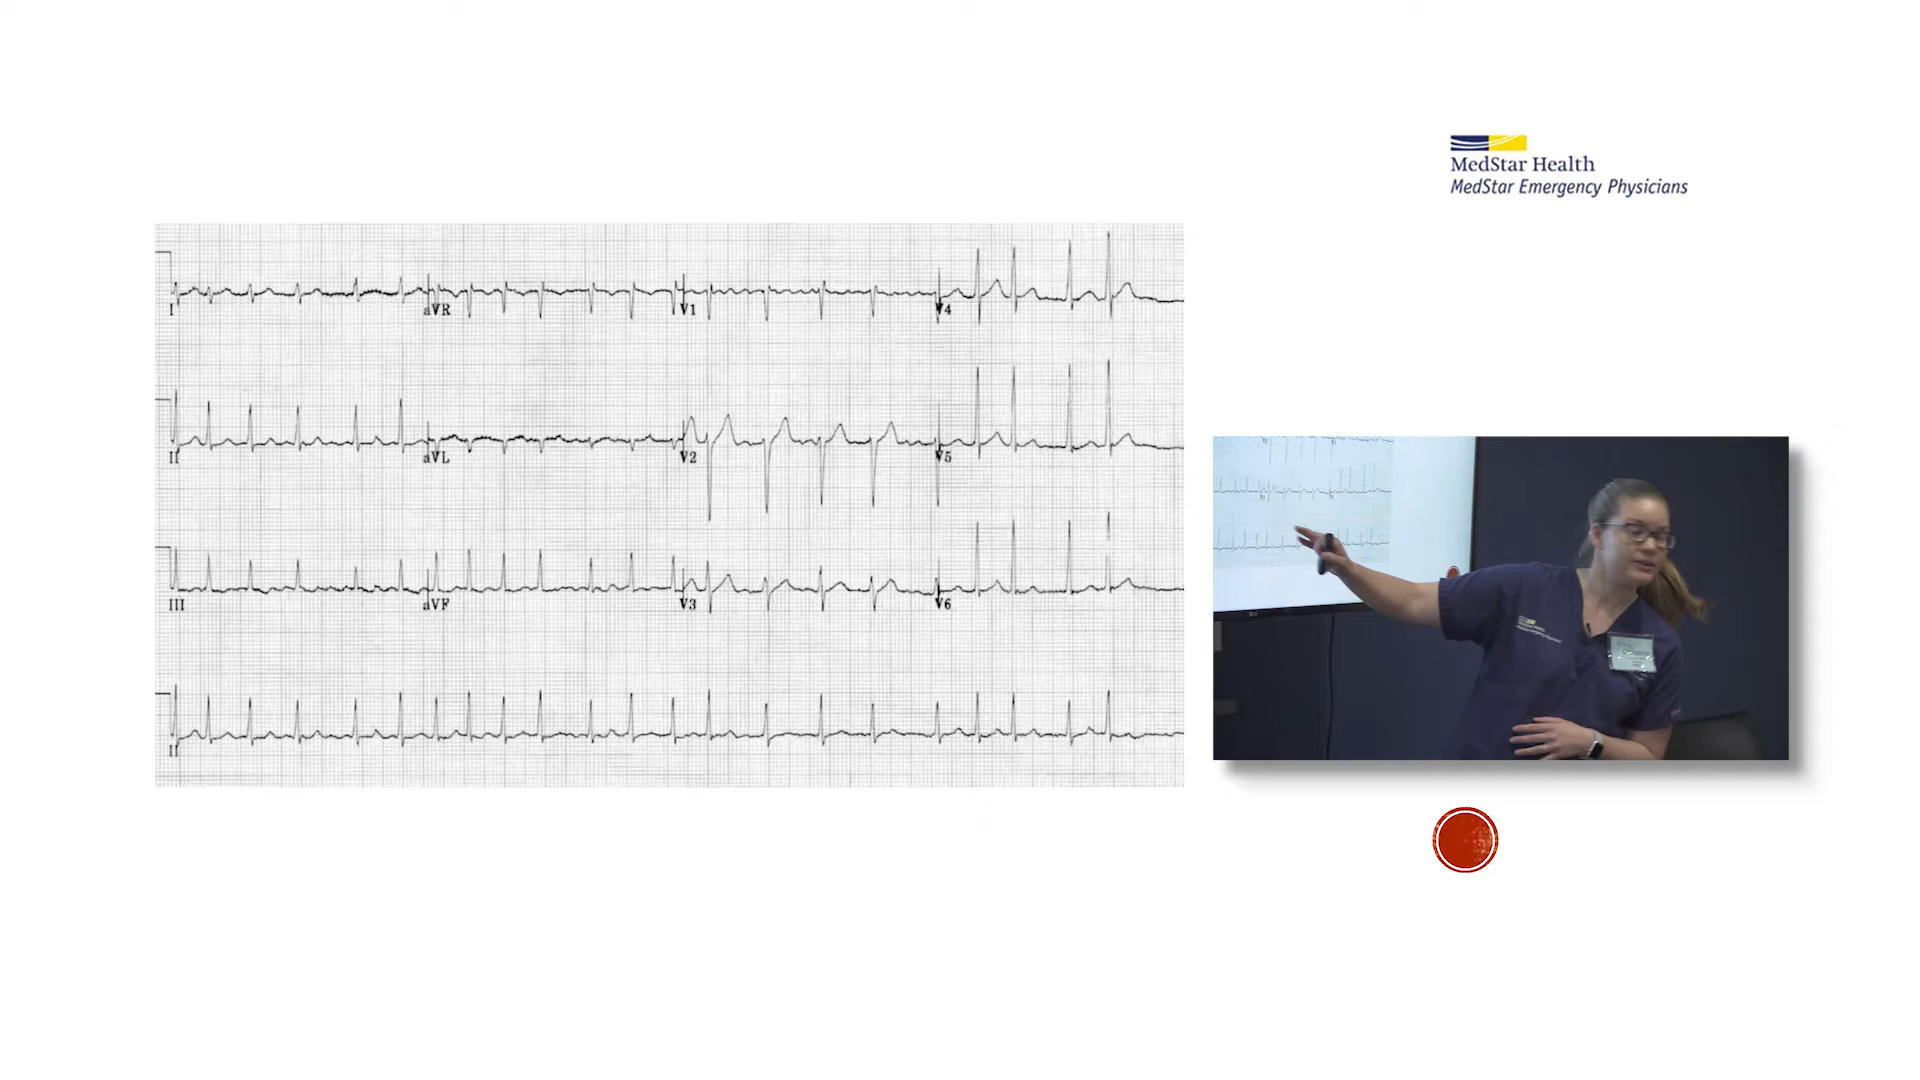 MedStar Health
MedStar Emergency Physicians
I
aVR
V1
V4
II
aVL
V2
V5
III
aVF
V3
V6
II